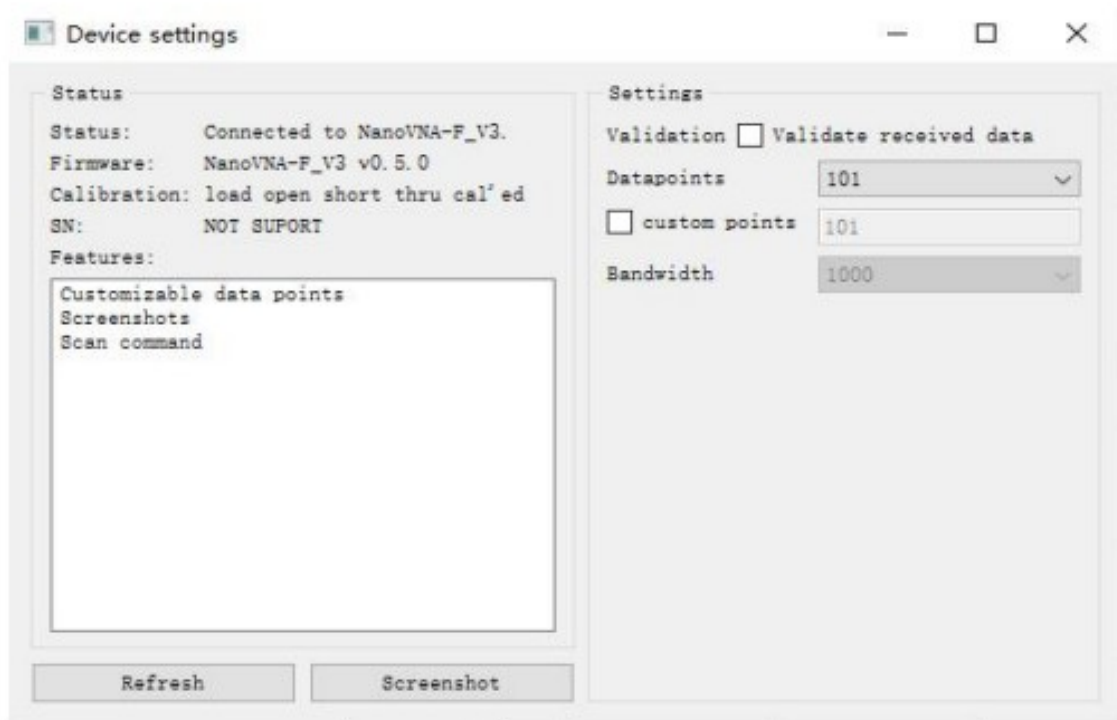 Device settings
Status
Status: Connected to NanoVNA-F_V3.
Firmware: NanoVNA-F_V3 v0.5.0
Calibration: load open short thru cal'ed
SN: NOT SUPORT
Features:
Customizable data points
Screenshots
Scan command
Refresh
Screenshot
Settings
Validation Validate received data
Datapoints 101
custom points 101
Bandwidth 1000